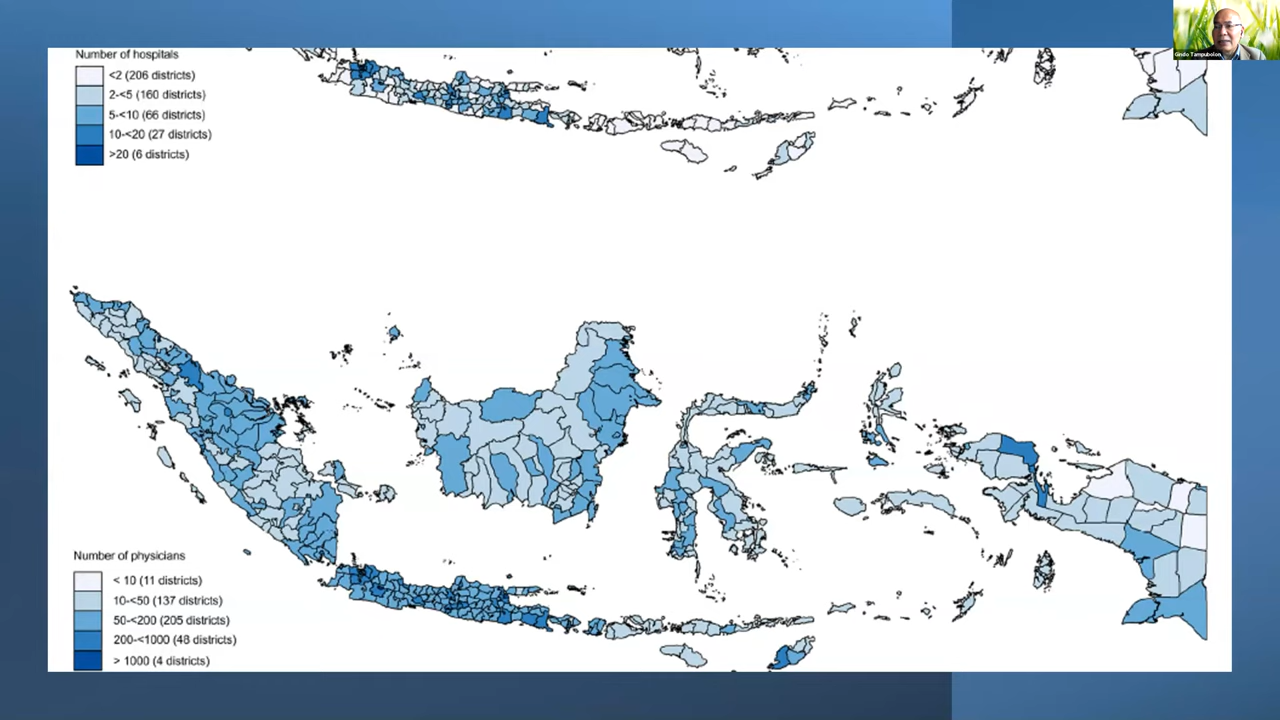 Number of hospitals
<2 (206 districts)
2-<5 (160 districts)
5-<10 (66 districts)
10-<20 (27 districts)
>20 (6 districts)
Gindo Tampubolon
Number of physicians
< 10 (11 districts)
10-<50 (137 districts)
50-<200 (205 districts)
200-<1000 (48 districts)
> 1000 (4 districts)